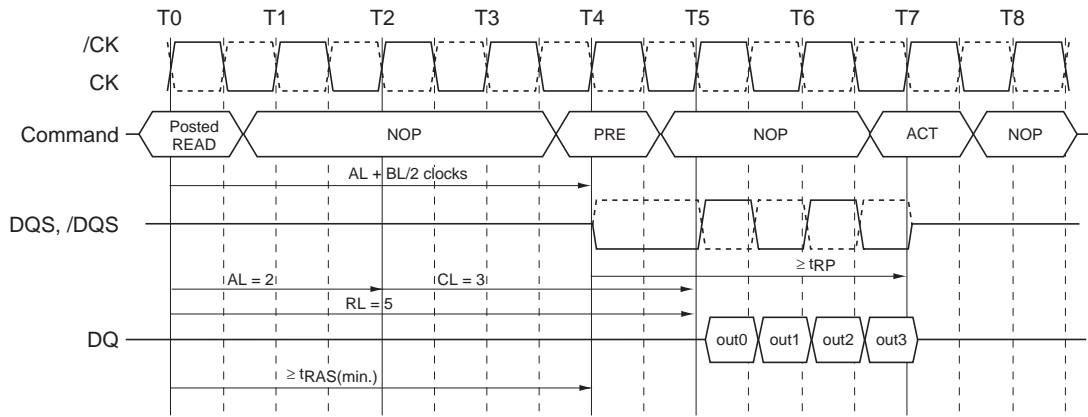 T0 T1 T2 T3 T4 T5 T6 T7 T8
/CK
CK
Command Posted READ NOP PRE NOP ACT NOP
AL + BL/2 clocks
DQS, /DQS
≥ tRP
AL = 2 CL = 3
RL = 5
DQ out0 out1 out2 out3
≥ tRAS(min.)